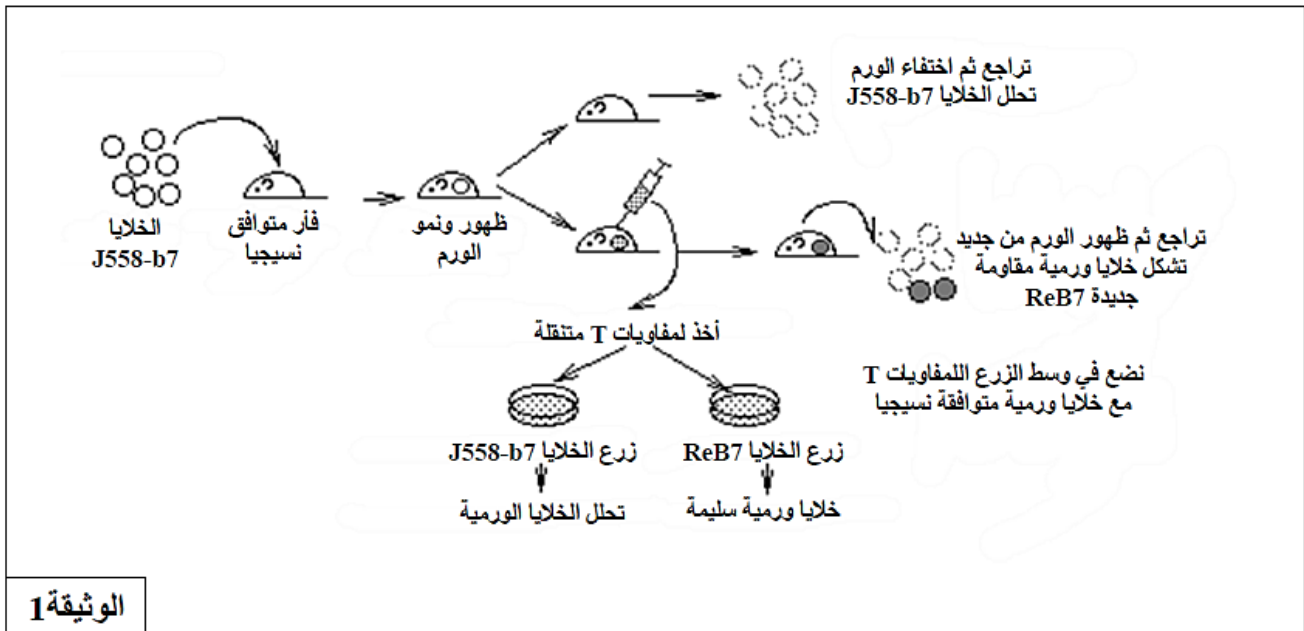 تراجع ثم اختفاء الورم
تحلل الخلايا J558-b7
الخلايا
J558-b7
فأر متوافق
نسيجيا
ظهور ونمو
الورم
تراجع ثم ظهور الورم من جديد
تشكل خلايا ورمية مقاومة
جديدة ReB7
أخذ لمفاويات T متنقلة
نضع في وسط الزرع اللمفاويات T
مع خلايا ورمية متوافقة نسيجيا
زرع الخلايا J558-b7
زرع الخلايا ReB7
تحلل الخلايا الورمية
خلايا ورمية سليمة
الوثيقة1